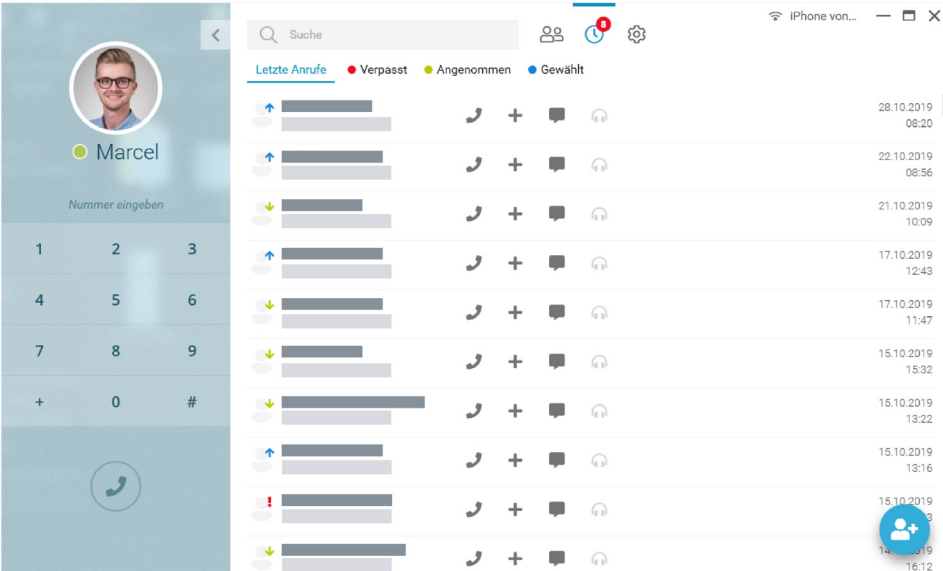 Suche
8
iPhone von...
Letzte Anrufe
Verpasst
Angenommen
Gewählt
Marcel
Nummer eingeben
1 2 3
4 5 6
7 8 9
+ 0 #
28.10.2019
08:20
22.10.2019
08:56
21.10.2019
10:09
17.10.2019
12:43
17.10.2019
11:47
15.10.2019
15:32
15.10.2019
13:22
15.10.2019
13:16
15.10.2019
16:12